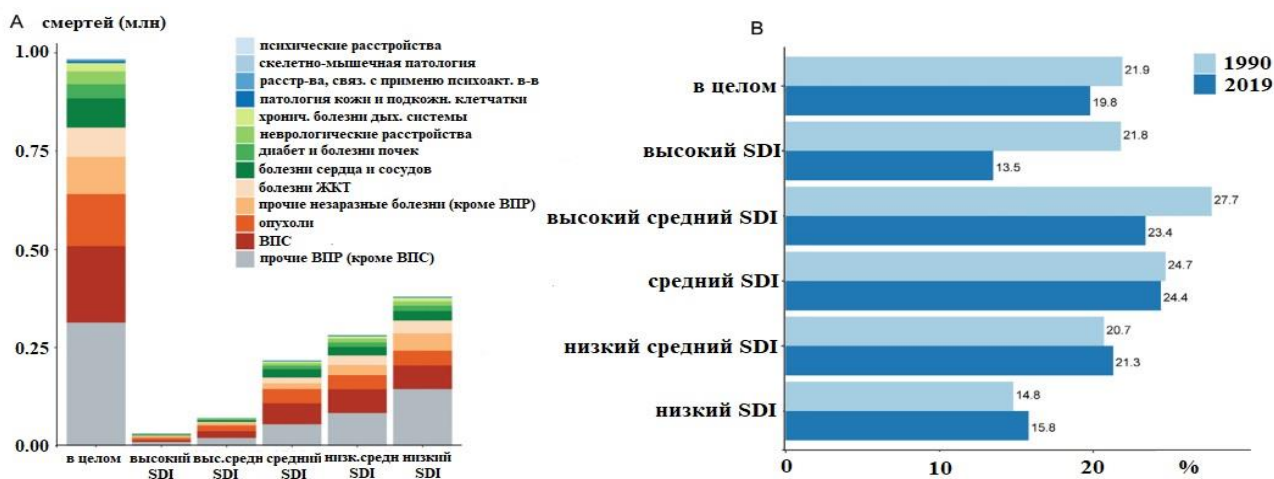 A
смертей (млн)
1.00
0.75
0.50
0.25
0.00
психические расстройства
скелетно-мышечная патология
расстр-ва, связ. с применю психоакт. в-в
патология кожи и подкожн. клетчатки
хронич. болезни дых. системы
неврологические расстройства
диабет и болезни почек
болезни сердца и сосудов
болезни ЖКТ
прочие незаразные болезни (кроме ВПР)
опухоли
ВПС
прочие ВПР (кроме ВПС)
в целом
высокий SDI
выс.средн SDI
средний SDI
низк.средн SDI
низкий SDI
B
1990
2019
в целом
21.9
19.8
высокий SDI
21.8
13.5
высокий средний SDI
27.7
23.4
средний SDI
24.7
24.4
низкий средний SDI
20.7
21.3
низкий SDI
14.8
15.8
0
10
20
%